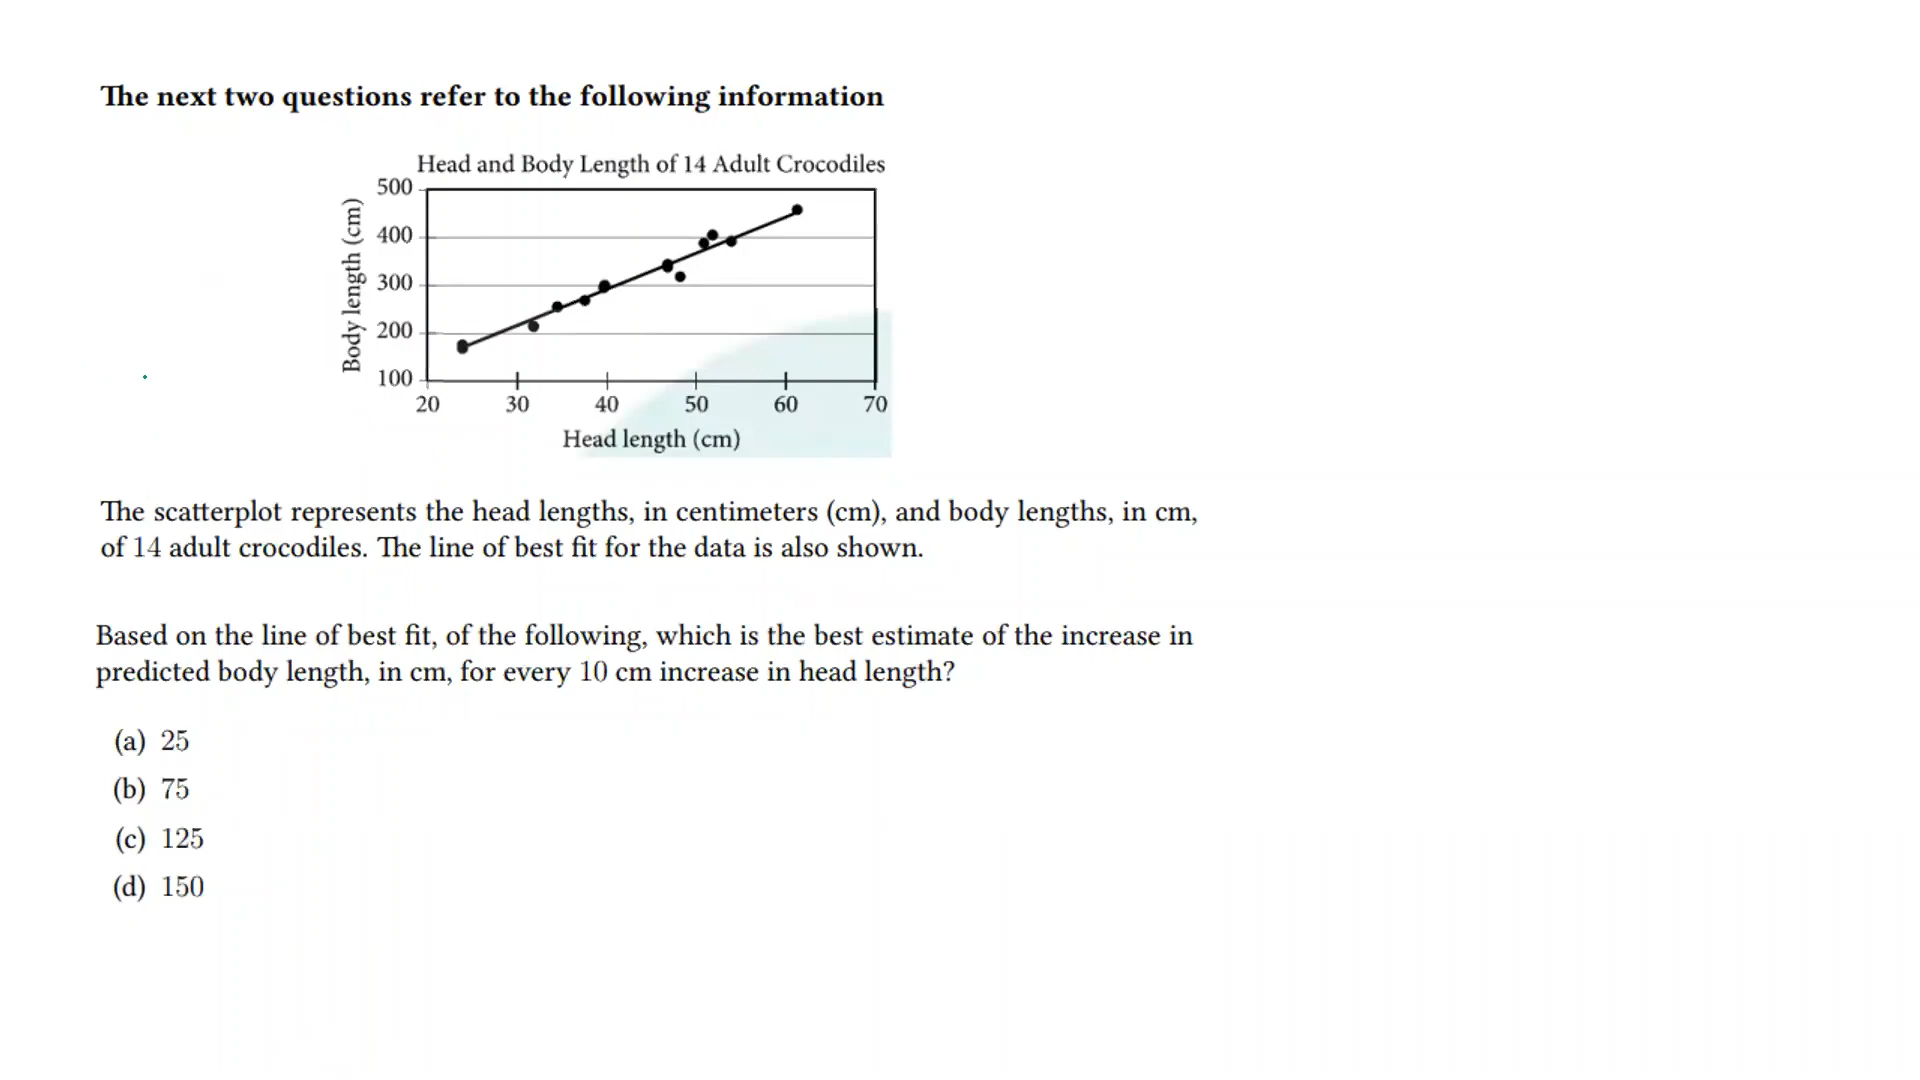 The next two questions refer to the following information
Head and Body Length of 14 Adult Crocodiles
Body length (cm)
500
400
300
200
100
20 30 40 50 60 70
Head length (cm)
The scatterplot represents the head lengths, in centimeters (cm), and body lengths, in cm,
of 14 adult crocodiles. The line of best fit for the data is also shown.
Based on the line of best fit, of the following, which is the best estimate of the increase in
predicted body length, in cm, for every 10 cm increase in head length?
(a) 25
(b) 75
(c) 125
(d) 150